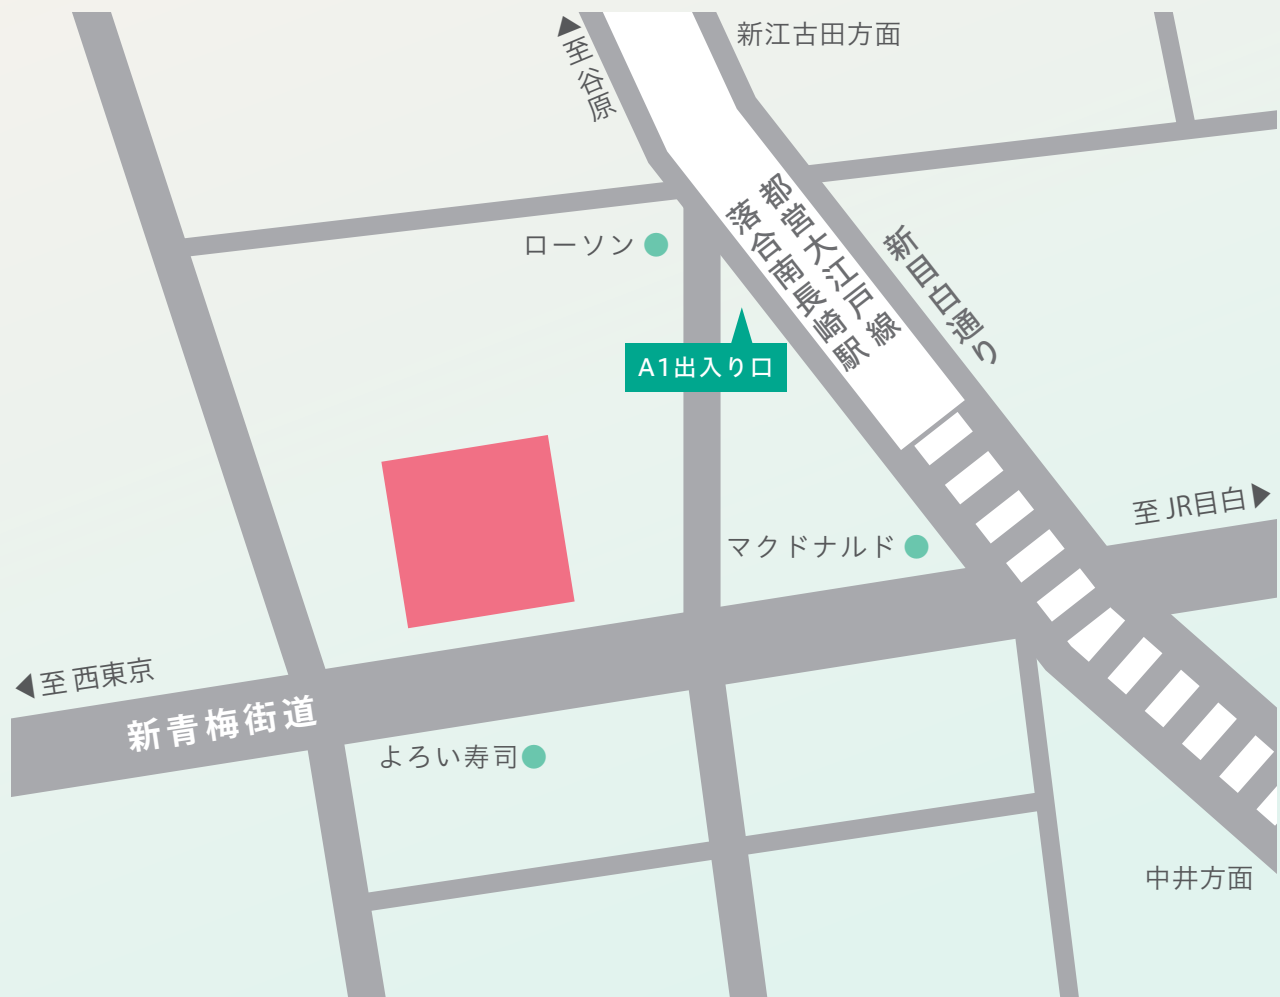 新江古田方面
▲至谷原
都営大江戸線
落合南長崎駅
新目白通り
ローソン
A1出入り口
至 JR目白▶
マクドナルド
◀至 西東京
新青梅街道
よろい寿司
中井方面